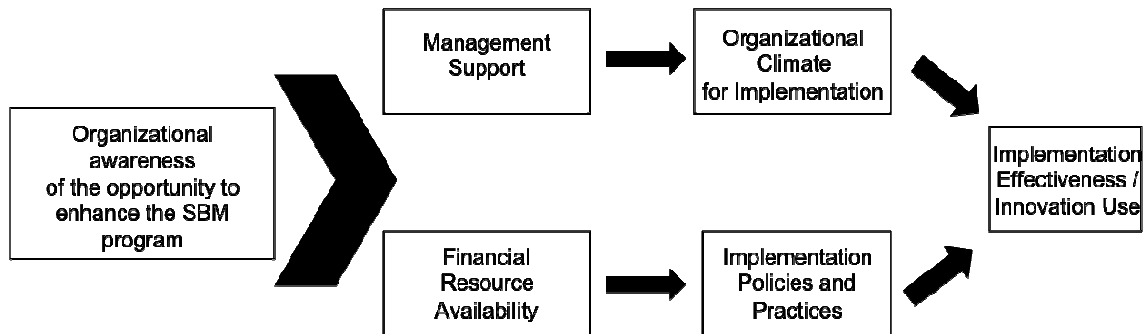 Organizational
awareness
of the opportunity to
enhance the SBM
program
Management
Support
Organizational
Climate
for Implementation
Financial
Resource
Availability
Implementation
Policies and
Practices
Implementation
Effectiveness /
Innovation Use